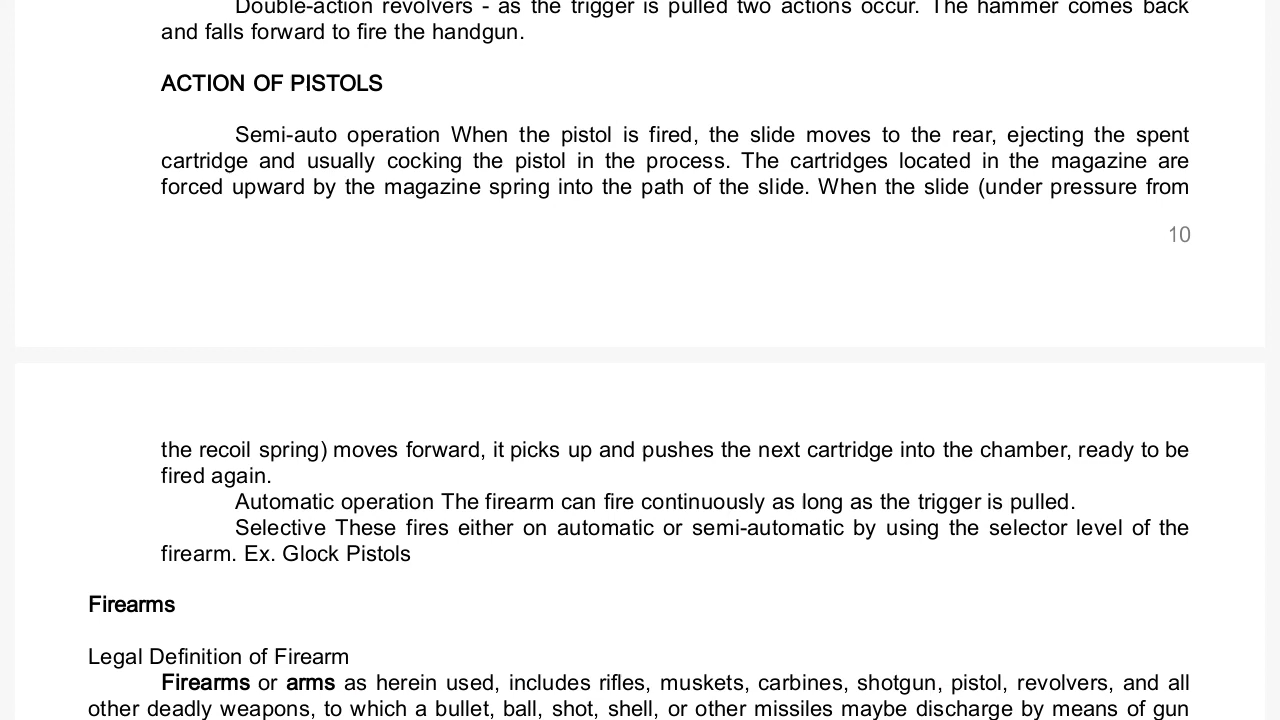 Double-action revolvers - as the trigger is pulled two actions occur. The hammer comes back
and falls forward to fire the handgun.
ACTION OF PISTOLS
Semi-auto operation When the pistol is fired, the slide moves to the rear, ejecting the spent
cartridge and usually cocking the pistol in the process. The cartridges located in the magazine are
forced upward by the magazine spring into the path of the slide. When the slide (under pressure from
10
the recoil spring) moves forward, it picks up and pushes the next cartridge into the chamber, ready to be
fired again.
Automatic operation The firearm can fire continuously as long as the trigger is pulled.
Selective These fires either on automatic or semi-automatic by using the selector level of the
firearm. Ex. Glock Pistols
Firearms
Legal Definition of Firearm
Firearms or arms as herein used, includes rifles, muskets, carbines, shotgun, pistol, revolvers, and all
other deadly weapons, to which a bullet, ball, shot, shell, or other missiles maybe discharge by means of gun